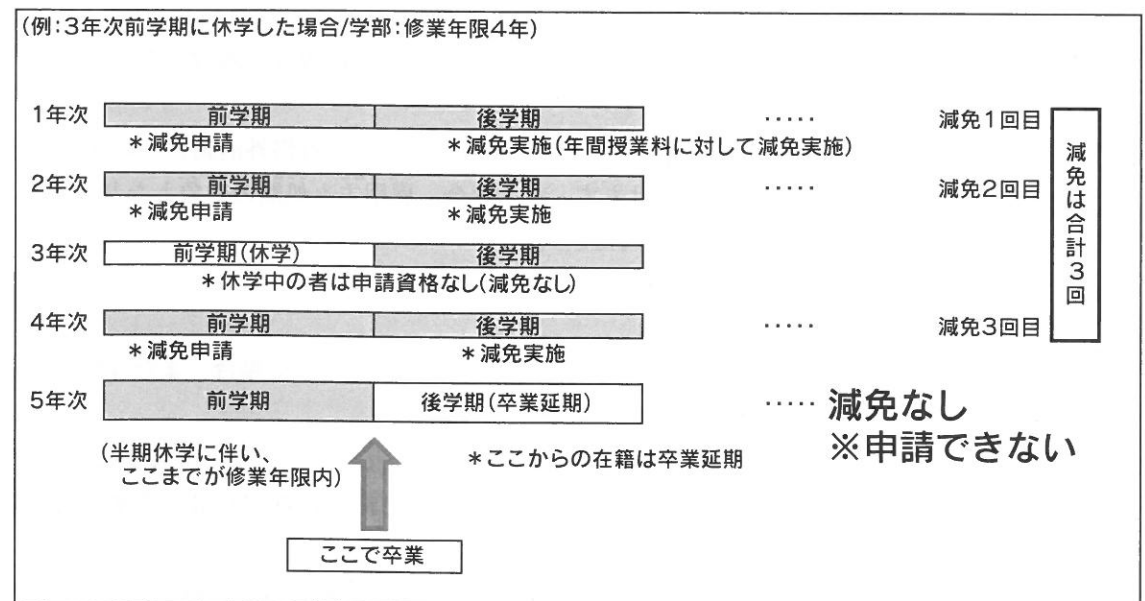 (例:3年次前学期に休学した場合/学部:修業年限4年)
1年次 前学期 後学期 ‥‥‥ 減免1回目
*減免申請 *減免実施(年間授業料に対して減免実施)
2年次 前学期 後学期 ‥‥‥ 減免2回目
*減免申請 *減免実施
3年次 前学期(休学) 後学期
*休学中の者は申請資格なし(減免なし)
4年次 前学期 後学期 ‥‥‥ 減免3回目
*減免申請 *減免実施
減免は合計3回
5年次 前学期 後学期(卒業延期) ‥‥‥ 減免なし
※申請できない
(半期休学に伴い、
ここまでが修業年限内)
*ここからの在籍は卒業延期
ここで卒業